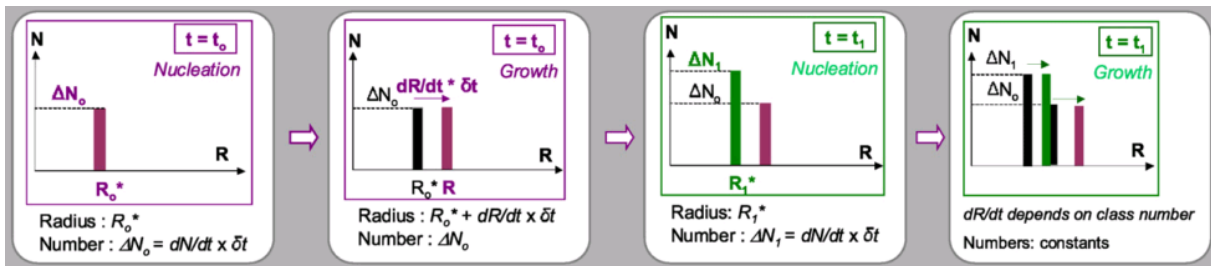 t = tₒ
N
Nucleation
ΔNₒ
R
Rₒ*
Radius : Rₒ*
Number : ΔNₒ = dN/dt x δt
t = tₒ
N
Growth
dR/dt * δt
ΔNₒ
R
Rₒ* R
Radius : Rₒ* + dR/dt x δt
Number : ΔNₒ
N
t = t₁
ΔN₁
Nucleation
ΔNₒ
R
R₁*
Radius: R₁*
Number : ΔN₁ = dN/dt x δt
N
t = t₁
ΔN₁
Growth
ΔNₒ
R
dR/dt depends on class number
Numbers: constants